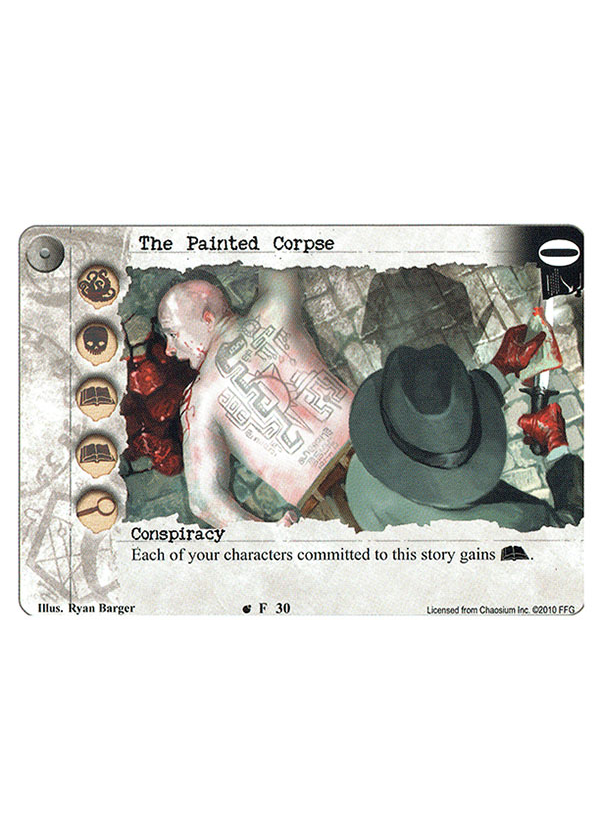 The Painted Corpse
0
Conspiracy
Each of your characters committed to this story gains .
Illus. Ryan Barger
F 30
Licensed from Chaosium Inc. ©2010 FFG